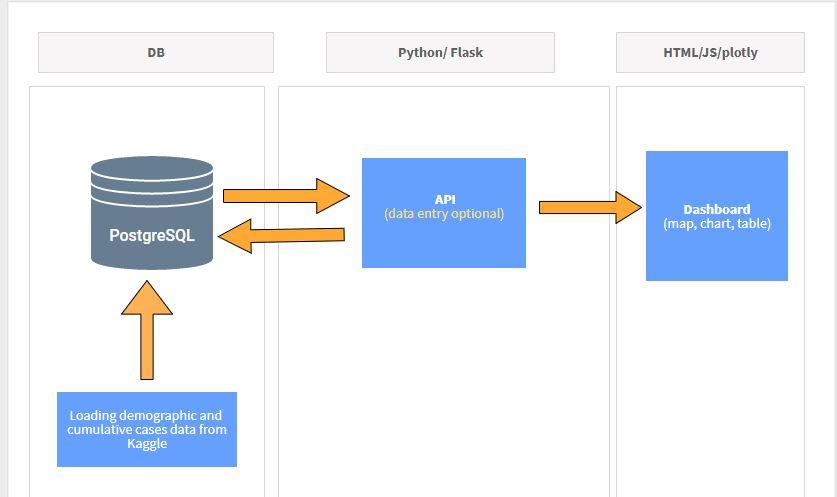 DB
Python/ Flask
HTML/JS/plotly
PostgreSQL
API
(data entry optional)
Dashboard
(map, chart, table)
Loading demographic and
cumulative cases data from
Kaggle